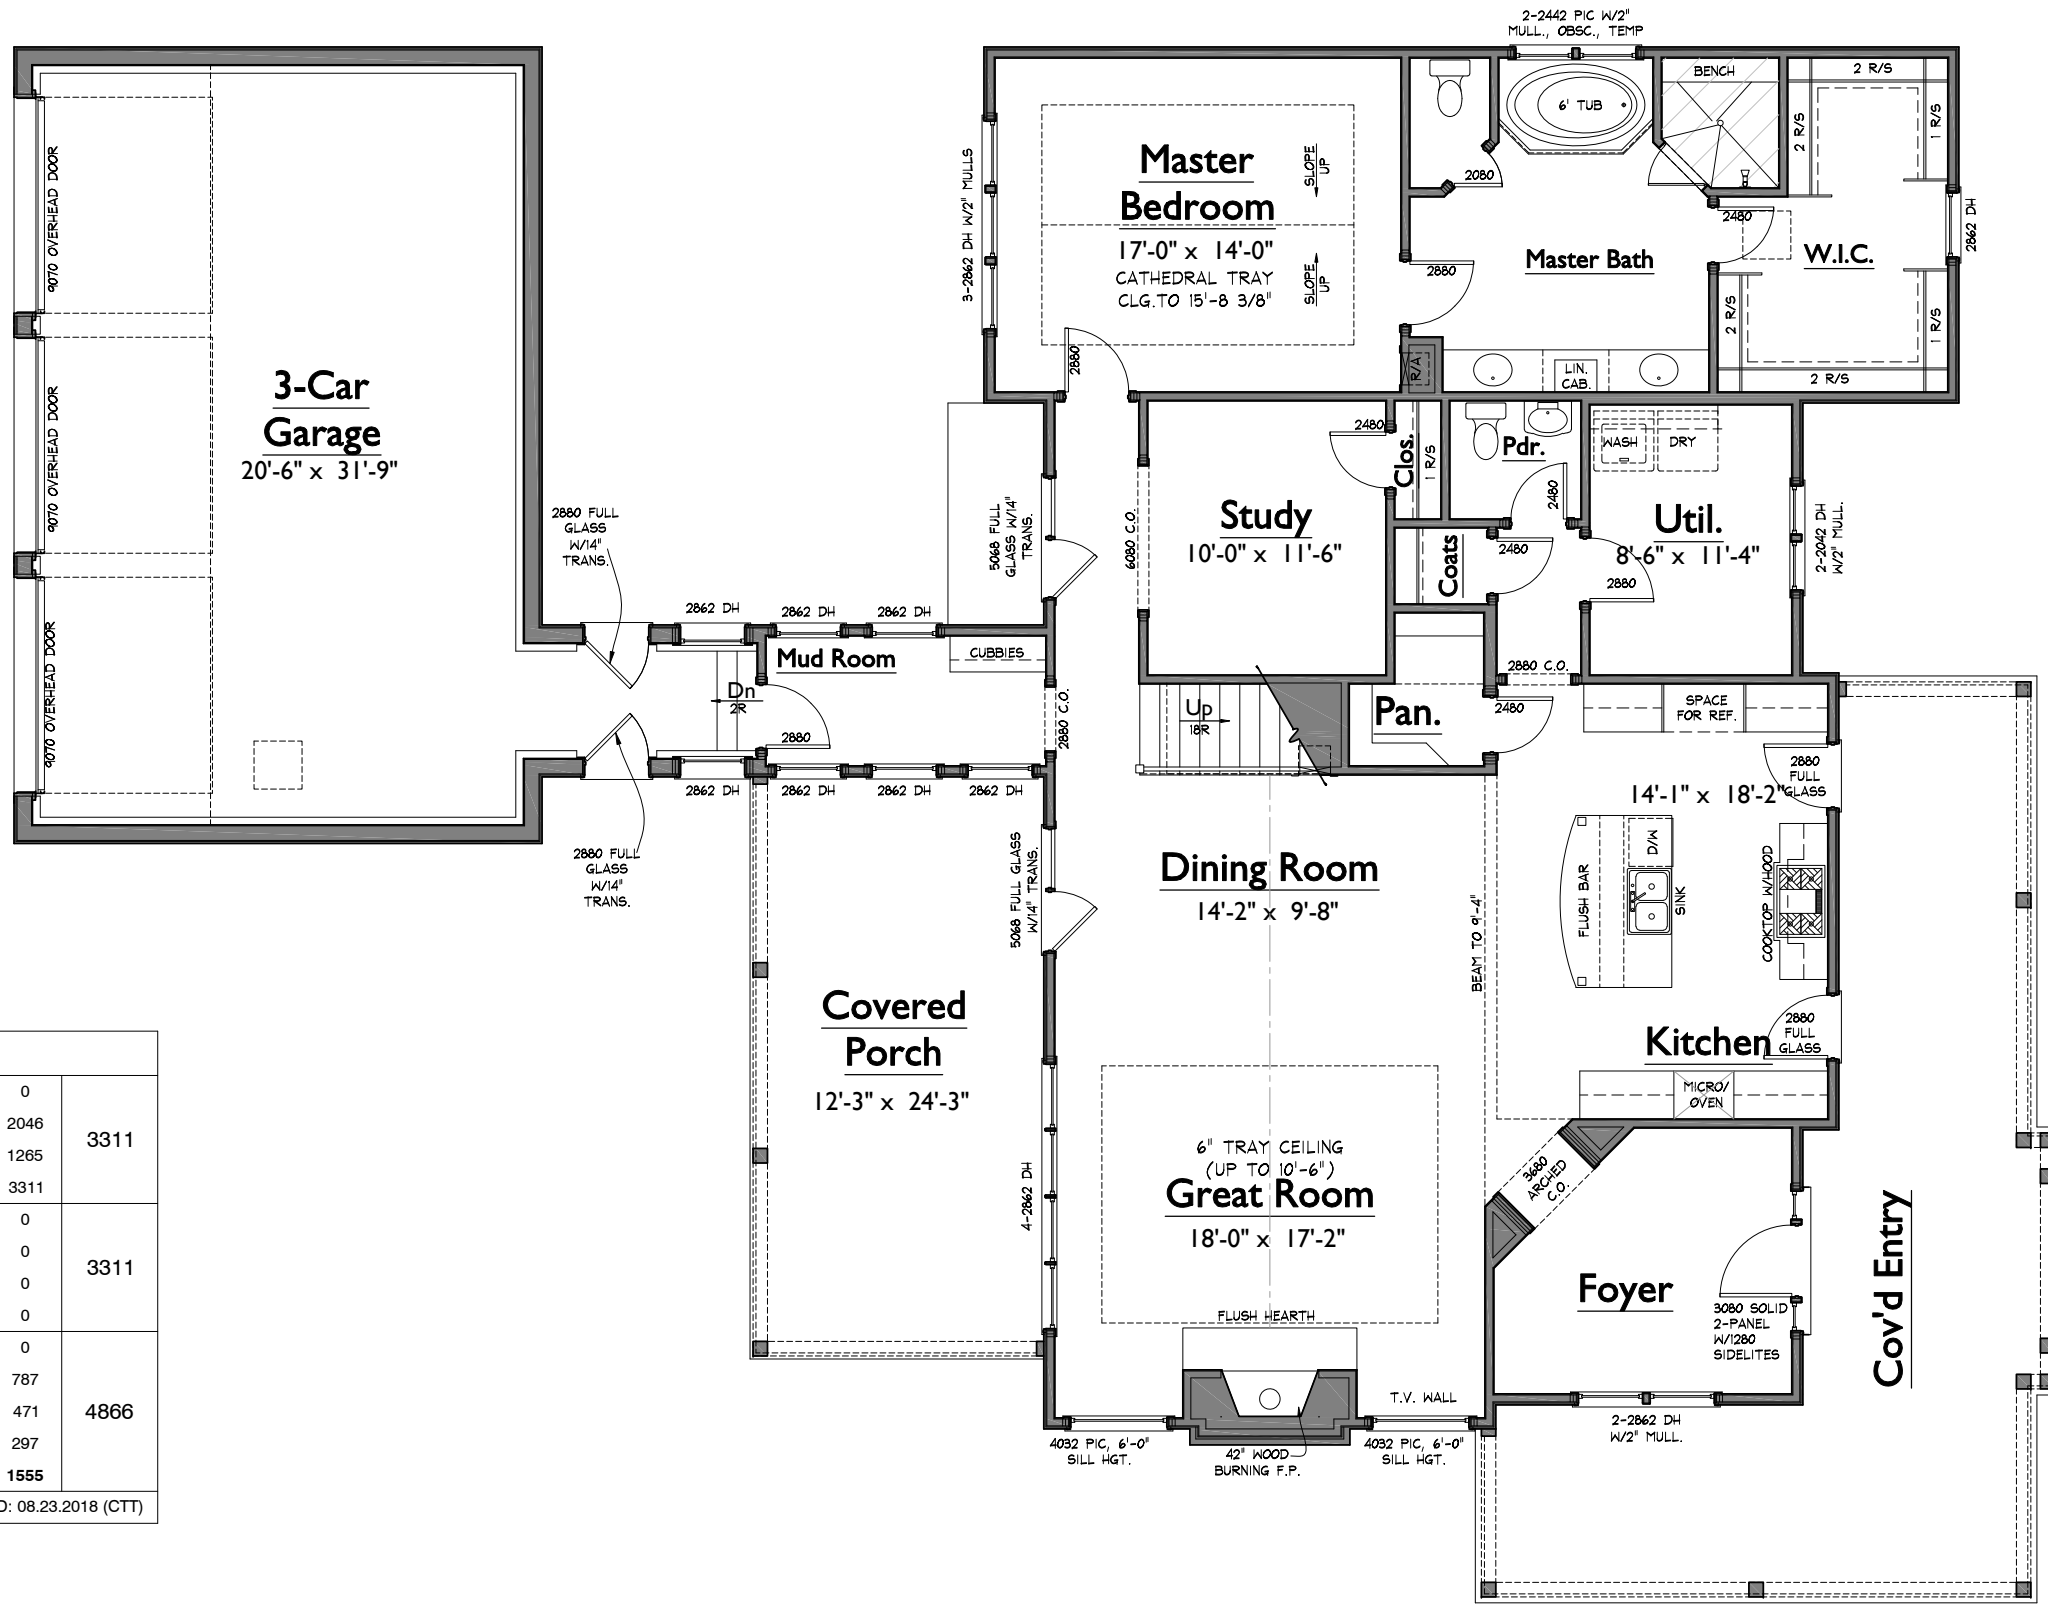 2-2442 PIC W/2"
MULL., OBSC., TEMP
BENCH
6' TUB
2 R/S
2 R/S
1 R/S
2080
2480
2862 DH
W.I.C.
2 R/S
1 R/S
2 R/S
Master Bath
2880
LIN.
CAB.
R/A
Master
Bedroom
17'-0" x 14'-0"
CATHEDRAL TRAY
CLG.TO 15'-8 3/8"
SLOPE
UP
SLOPE
UP
3-2862 DH W/2" MULLS
2880
9070 OVERHEAD DOOR
9070 OVERHEAD DOOR
9070 OVERHEAD DOOR
3-Car
Garage
20'-6" x 31'-9"
2880 FULL
GLASS
W/14"
TRANS.
2880 FULL
GLASS
W/14"
TRANS.
2862 DH
2862 DH
2862 DH
Mud Room
CUBBIES
Dn
2R
2880
2880 C.O.
2862 DH
2862 DH
2862 DH
2862 DH
5068 FULL
GLASS W/14"
TRANS.
6080 C.O.
Study
10'-0" x 11'-6"
2480
Clos.
1 R/S
Pdr.
2480
WASH
DRY
Util.
8'-6" x 11'-4"
2880
2-2042 DH
W/2" MULL.
Coats
2480
2880 C.O.
Up
18R
Pan.
2480
SPACE
FOR REF.
2880
FULL
GLASS
14'-1" x 18'-2"
FLUSH BAR
D/W
SINK
COOKTOP W/HOOD
BEAM TO 9'-4"
Kitchen
2880
FULL
GLASS
MICRO/
OVEN
Dining Room
14'-2" x 9'-8"
5068 FULL GLASS
W/14" TRANS.
Covered
Porch
12'-3" x 24'-3"
4-2862 DH
6" TRAY CEILING
(UP TO 10'-6")
Great Room
18'-0" x 17'-2"
FLUSH HEARTH
3680
ARCHED
C.O.
Foyer
3080 SOLID
2-PANEL
W/1280
SIDELITES
Cov'd Entry
T.V. WALL
4032 PIC, 6'-0"
SILL HGT.
42" WOOD
BURNING F.P.
4032 PIC, 6'-0"
SILL HGT.
2-2862 DH
W/2" MULL.
0
2046
1265
3311
3311
0
0
0
0
3311
0
787
471
297
1555
4866
D: 08.23.2018 (CTT)